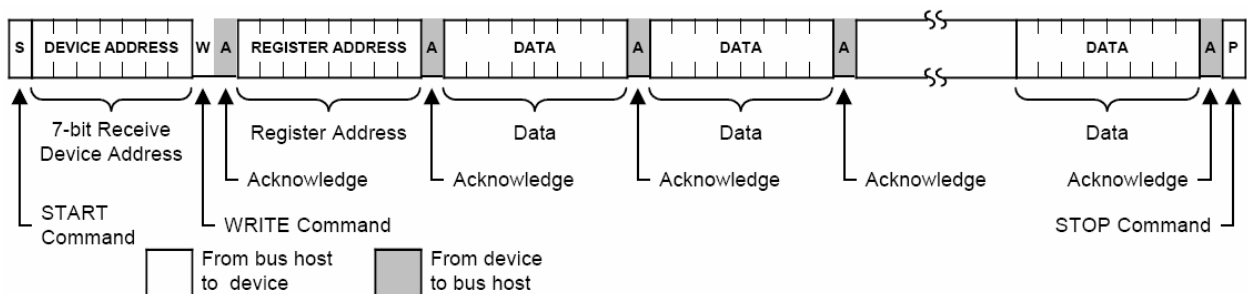 S DEVICE ADDRESS W A REGISTER ADDRESS A DATA A DATA A DATA A P
7-bit Receive
Device Address
Register Address
Data
Data
Data
Acknowledge
Acknowledge
Acknowledge
Acknowledge
Acknowledge
START
Command
WRITE Command
STOP Command
From bus host
to device
From device
to bus host